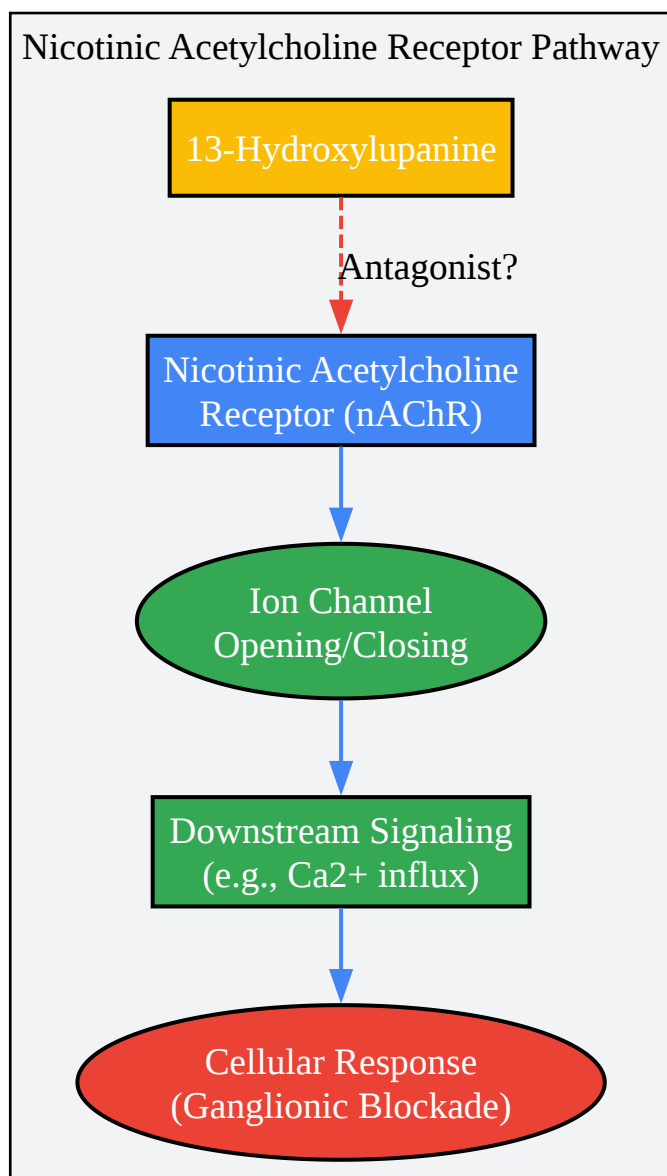 Nicotinic Acetylcholine Receptor Pathway
13-Hydroxylupanine
Antagonist?
Nicotinic Acetylcholine
Receptor (nAChR)
Ion Channel
Opening/Closing
Downstream Signaling
(e.g., Ca2+ influx)
Cellular Response
(Ganglionic Blockade)